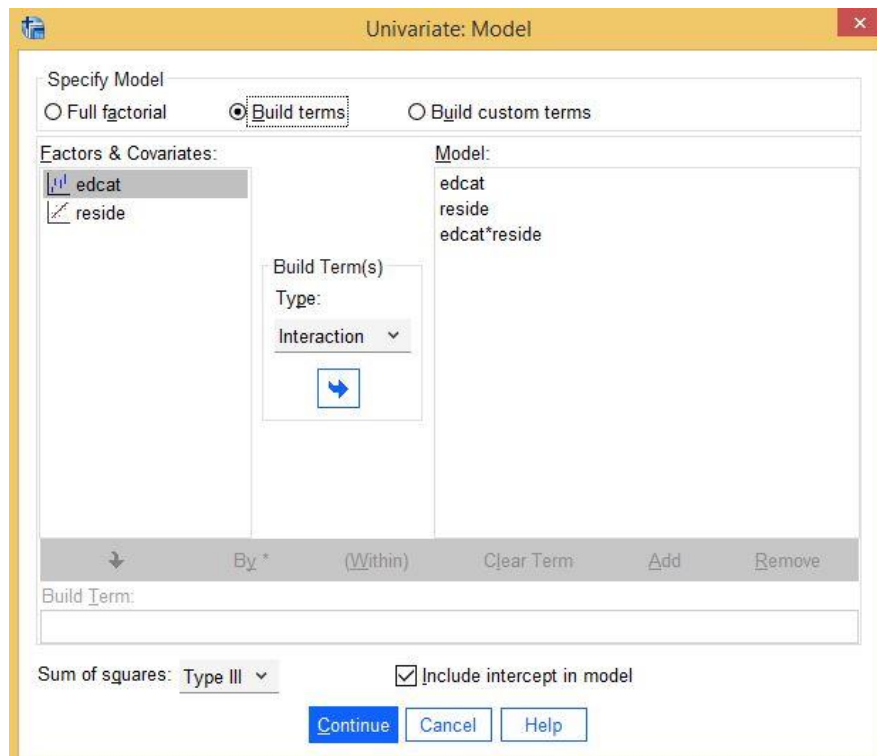 Univariate: Model
Specify Model
Full factorial
Build terms
Build custom terms
Factors & Covariates:
edcat
reside
Build Term(s)
Type:
Interaction
Model:
edcat
reside
edcat*reside
By *
(Within)
Clear Term
Add
Remove
Build Term:
Sum of squares:
Type III
Include intercept in model
Continue
Cancel
Help